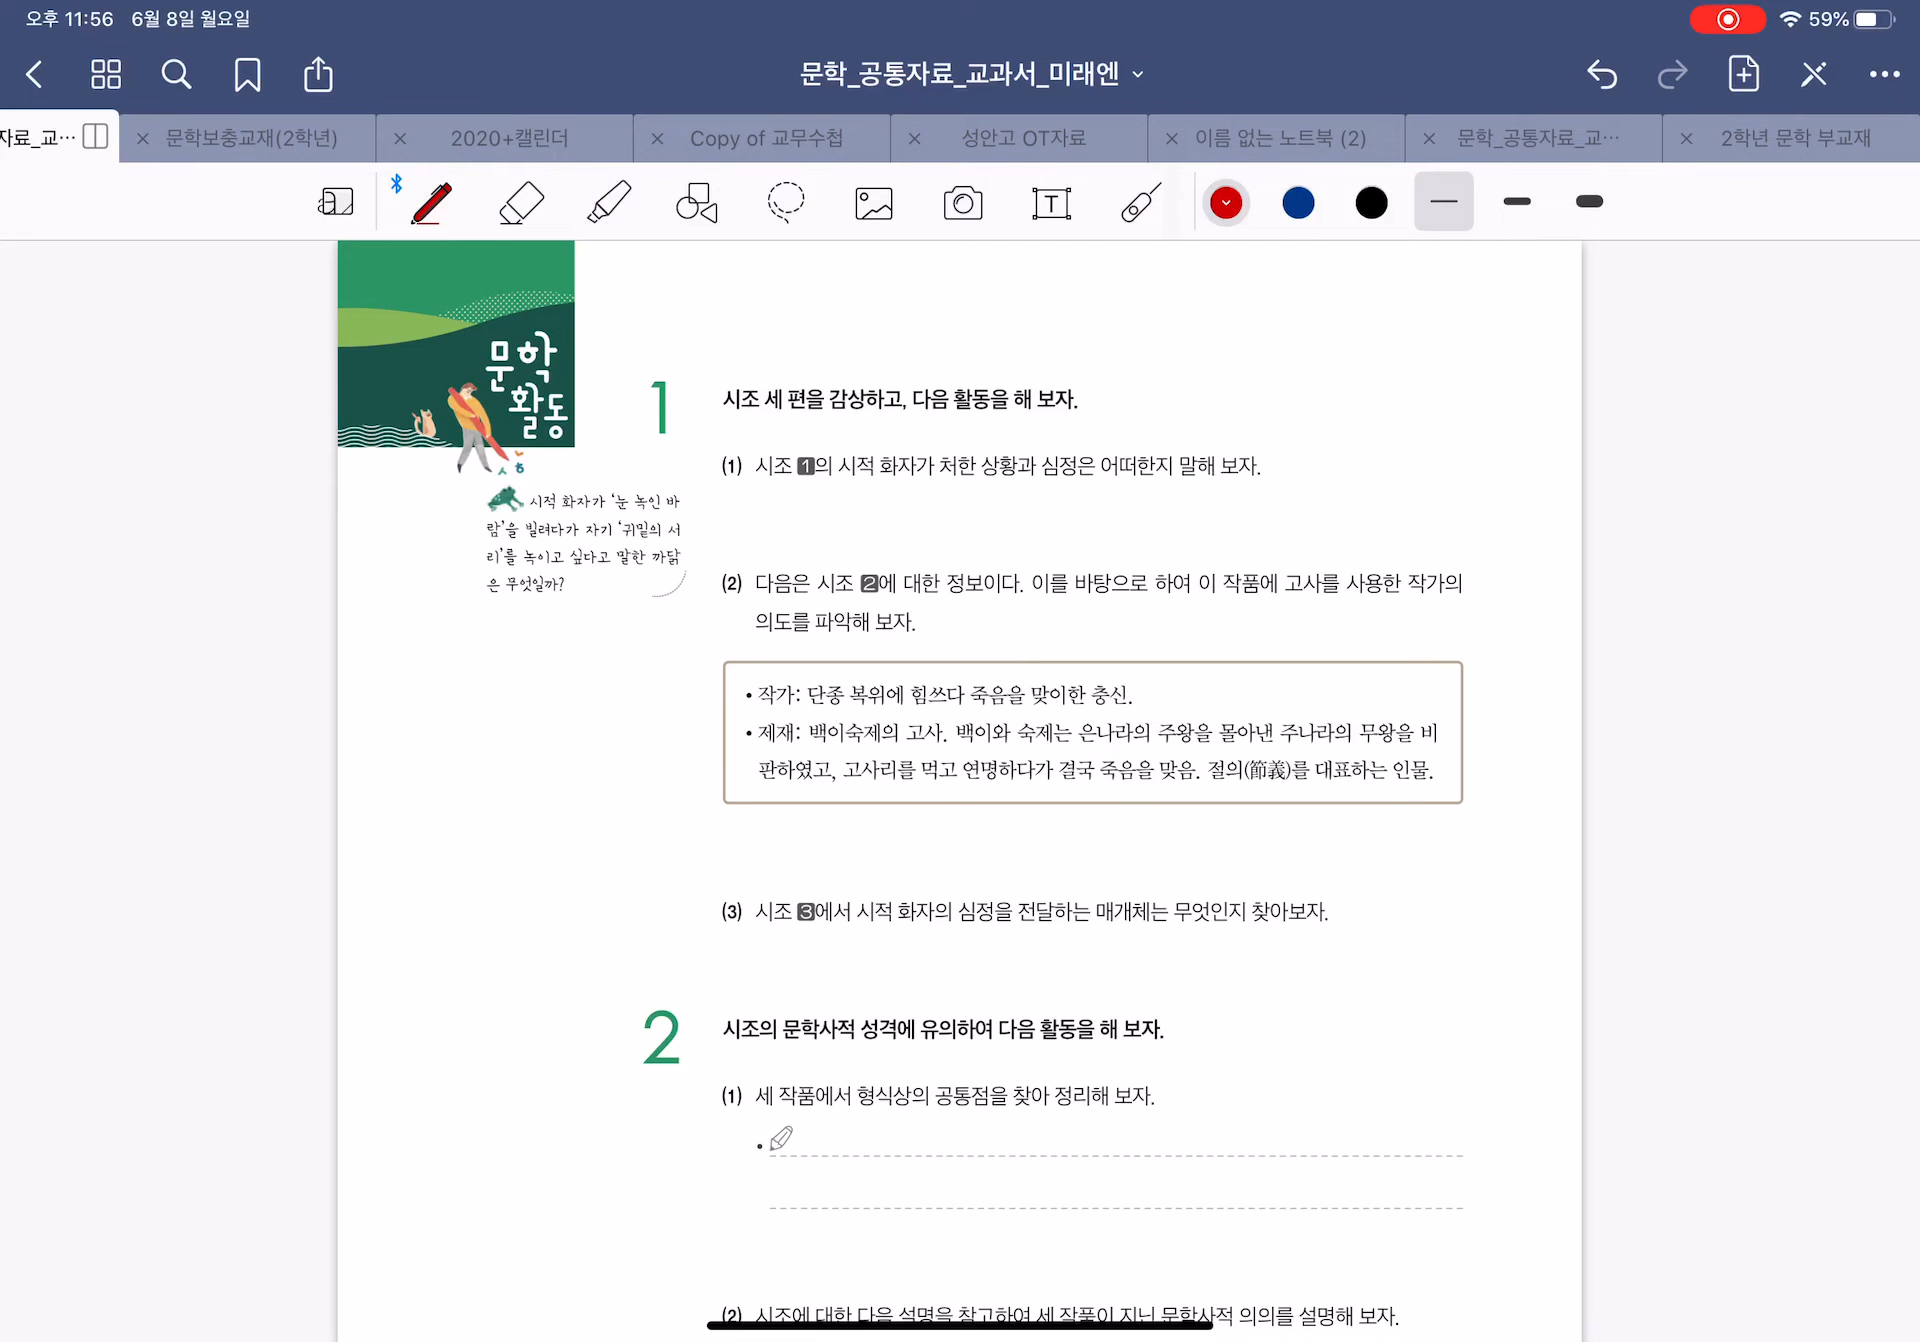 오후 11:56 6월 8일 월요일
59%
문학_공통자료_교과서_미래엔
자료_교…
문학보충교재(2학년)
2020+캘린더
Copy of 교무수첩
성안고 OT자료
이름 없는 노트북 (2)
문학_공통자료_교…
2학년 문학 부교재
문학
활동
시적 화자가 ‘눈 녹인 바
람’을 빌려다가 자기 ‘귀밑의 서
리’를 녹이고 싶다고 말한 까닭
은 무엇일까?
1 시조 세 편을 감상하고, 다음 활동을 해 보자.
(1) 시조 1의 시적 화자가 처한 상황과 심정은 어떠한지 말해 보자.
(2) 다음은 시조 2에 대한 정보이다. 이를 바탕으로 하여 이 작품에 고사를 사용한 작가의
의도를 파악해 보자.
• 작가: 단종 복위에 힘쓰다 죽음을 맞이한 충신.
• 제재: 백이숙제의 고사. 백이와 숙제는 은나라의 주왕을 몰아낸 주나라의 무왕을 비
판하였고, 고사리를 먹고 연명하다가 결국 죽음을 맞음. 절의(節義)를 대표하는 인물.
(3) 시조 3에서 시적 화자의 심정을 전달하는 매개체는 무엇인지 찾아보자.
2 시조의 문학사적 성격에 유의하여 다음 활동을 해 보자.
(1) 세 작품에서 형식상의 공통점을 찾아 정리해 보자.
(2) 시조에 대한 다음 설명을 참고하여 세 작품이 지닌 문학사적 의의를 설명해 보자.